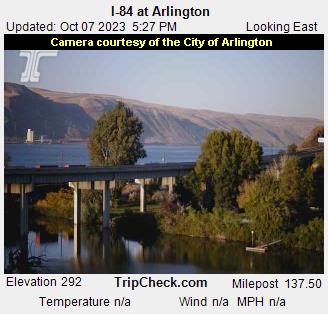 I-84 at Arlington
Updated: Oct 07 2023 5:27 PM Looking East
Camera courtesy of the City of Arlington
Elevation 292 TripCheck.com Milepost 137.50
Temperature n/a Wind n/a MPH n/a